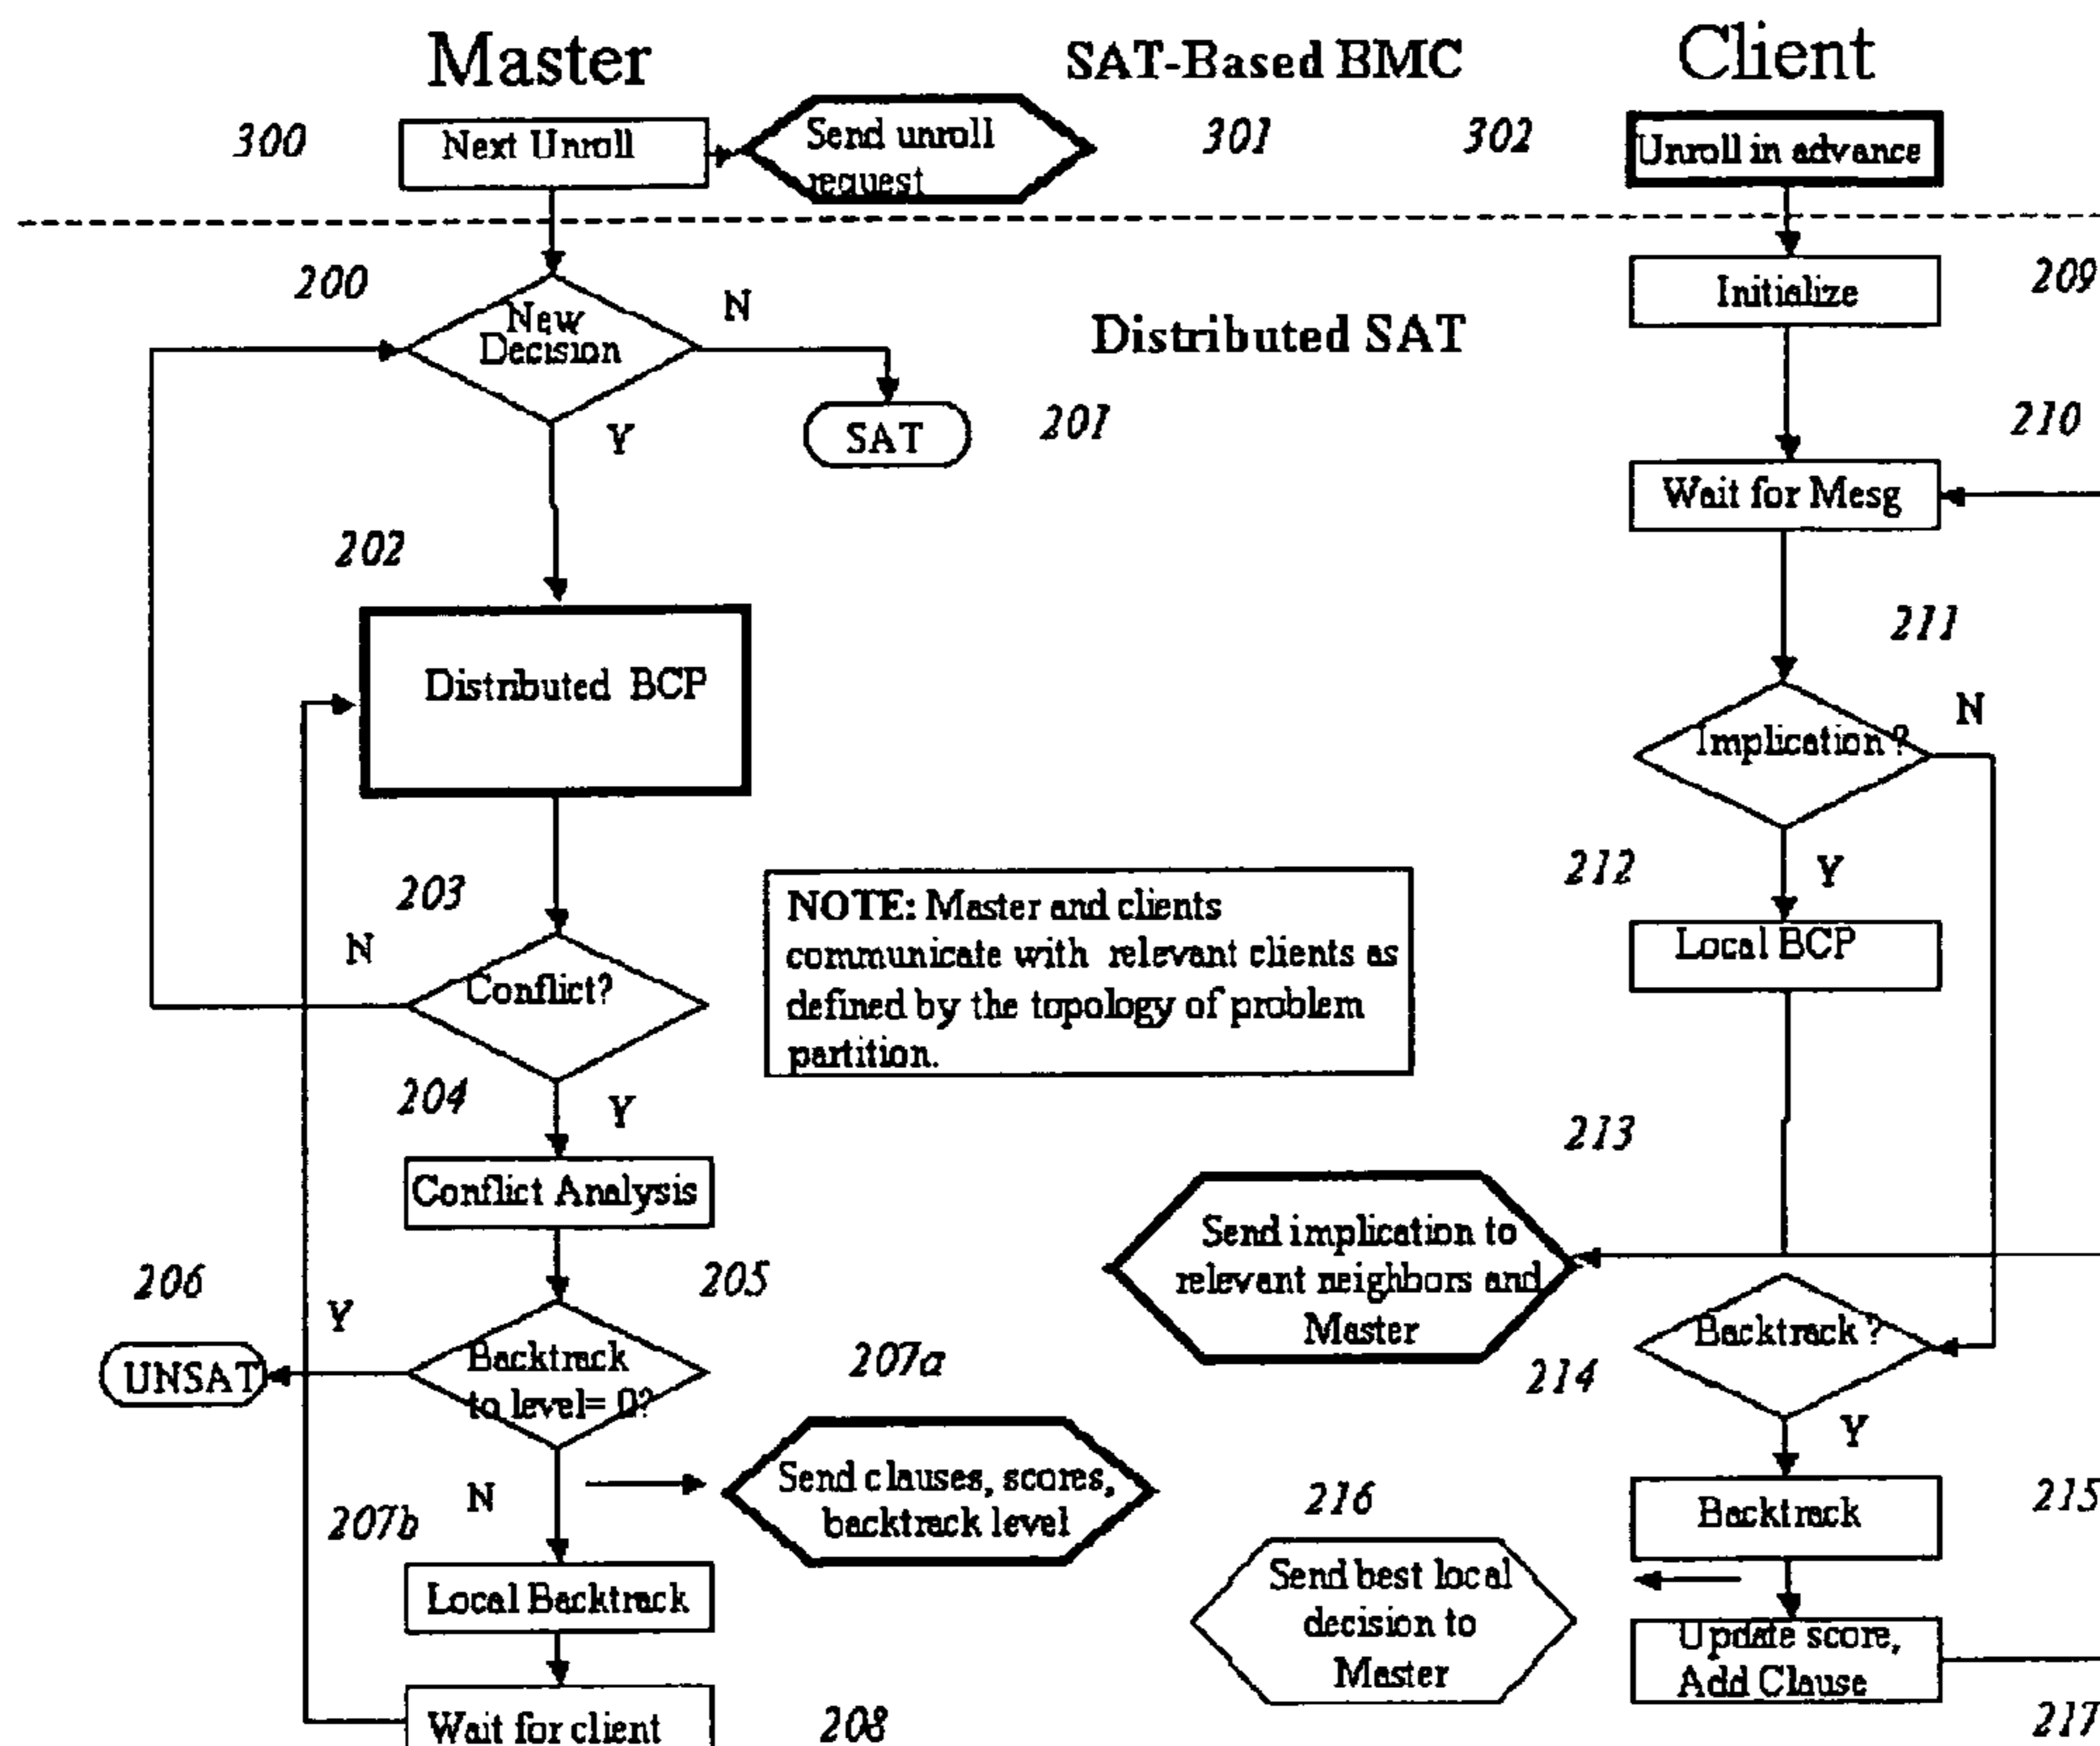 Master
SAT-Based BMC
Client
300
Next Unroll
Send unroll
request
301
302
Unroll in advance
200
New
Decision
N
Distributed SAT
Initialize
209
SAT
201
Y
210
Wait for Mesg
202
211
Distributed BCP
Implication?
N
203
N
Conflict?
NOTE: Master and clients
communicate with relevant clients as
defined by the topology of problem
partition.
212
Y
Local BCP
204
Y
Conflict Analysis
213
Send implication to
relevant neighbors and
Master
206
Y
205
UNSAT
Backtrack
to level= 0?
207a
214
Backtrack?
Y
N
Send clauses, scores,
backtrack level
207b
216
Backtrack
215
Local Backtrack
Send best local
decision to
Master
Update score,
Add Clause
Wait for client
208
217